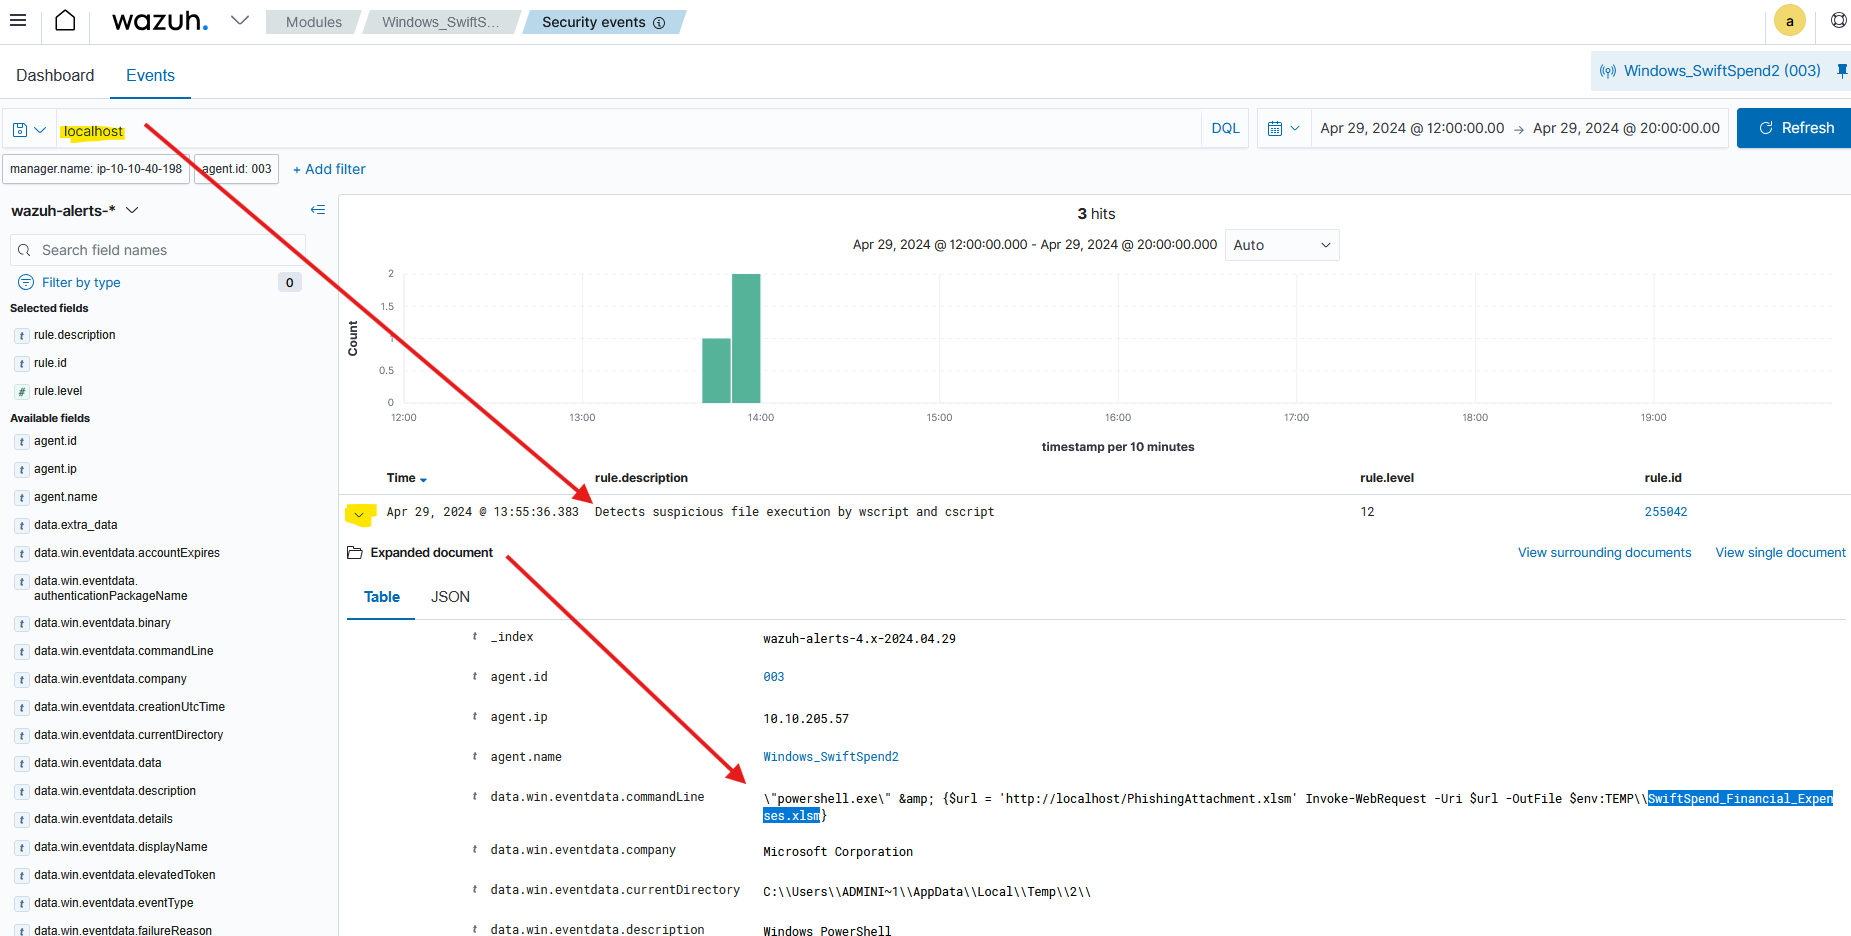 wazuh.
Modules
Windows_SwiftS...
Security events
a
Dashboard
Events
Windows_SwiftSpend2 (003)
localhost
DQL
Apr 29, 2024 @ 12:00:00.00 → Apr 29, 2024 @ 20:00:00.00
Refresh
manager.name: ip-10-10-40-198
agent.id: 003
+ Add filter
wazuh-alerts-*
Search field names
Filter by type
0
Selected fields
t rule.description
t rule.id
# rule.level
Available fields
t agent.id
t agent.ip
t agent.name
t data.extra_data
t data.win.eventdata.accountExpires
t data.win.eventdata.
authenticationPackageName
t data.win.eventdata.binary
t data.win.eventdata.commandLine
t data.win.eventdata.company
t data.win.eventdata.creationUtcTime
t data.win.eventdata.currentDirectory
t data.win.eventdata.data
t data.win.eventdata.description
t data.win.eventdata.details
t data.win.eventdata.displayName
t data.win.eventdata.elevatedToken
t data.win.eventdata.eventType
t data.win.eventdata.failureReason
3 hits
Apr 29, 2024 @ 12:00:00.000 - Apr 29, 2024 @ 20:00:00.000
Auto
Count
2
1.5
1
0.5
0
12:00
13:00
14:00
15:00
16:00
17:00
18:00
19:00
timestamp per 10 minutes
Time
rule.description
rule.level
rule.id
Apr 29, 2024 @ 13:55:36.383
Detects suspicious file execution by wscript and cscript
12
255042
Expanded document
View surrounding documents
View single document
Table
JSON
t _index
wazuh-alerts-4.x-2024.04.29
t agent.id
003
t agent.ip
10.10.205.57
t agent.name
Windows_SwiftSpend2
t data.win.eventdata.commandLine
\"powershell.exe\" &amp; {$url = 'http://localhost/PhishingAttachment.xlsm' Invoke-WebRequest -Uri $url -OutFile $env:TEMP\\SwiftSpend_Financial_Expen
ses.xlsm}
t data.win.eventdata.company
Microsoft Corporation
t data.win.eventdata.currentDirectory
C:\\Users\\ADMINI~1\\AppData\\Local\\Temp\\2\\
t data.win.eventdata.description
Windows PowerShell